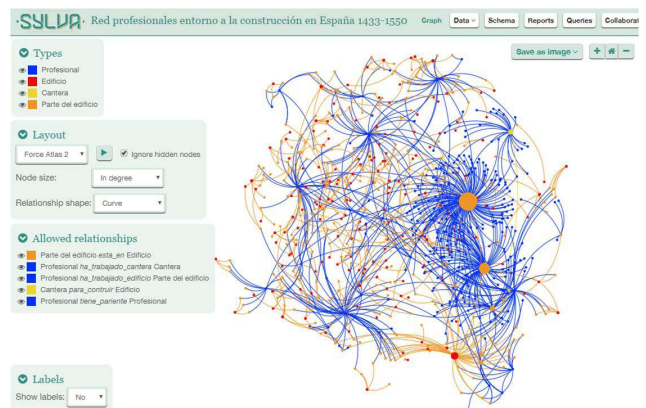 ·SYLVA· Red profesionales entorno a la construcción en España 1433-1550 Graph Data Schema Reports Queries Collaborat
Save as image + −
Types
Profesional
Edificio
Cantera
Parte del edificio
Layout
Force Atlas 2 Ignore hidden nodes
Node size: In degree
Relationship shape: Curve
Allowed relationships
Parte del edificio esta_en Edificio
Profesional ha_trabajado_cantera Cantera
Profesional ha_trabajado_edificio Parte del edificio
Cantera para_contruir Edificio
Profesional tiene_pariente Profesional
Labels
Show labels: No